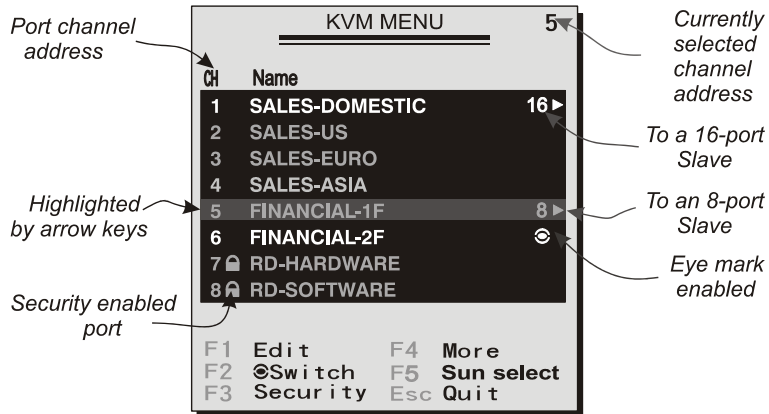 KVM MENU 5
CH Name
1 SALES-DOMESTIC 16
2 SALES-US
3 SALES-EURO
4 SALES-ASIA
5 FINANCIAL-1F 8
6 FINANCIAL-2F
7 RD-HARDWARE
8 RD-SOFTWARE
F1 Edit F4 More
F2 Switch F5 Sun select
F3 Security Esc Quit
Port channel
address
Highlighted
by arrow keys
Security enabled
port
Currently
selected
channel
address
To a 16-port
Slave
To an 8-port
Slave
Eye mark
enabled